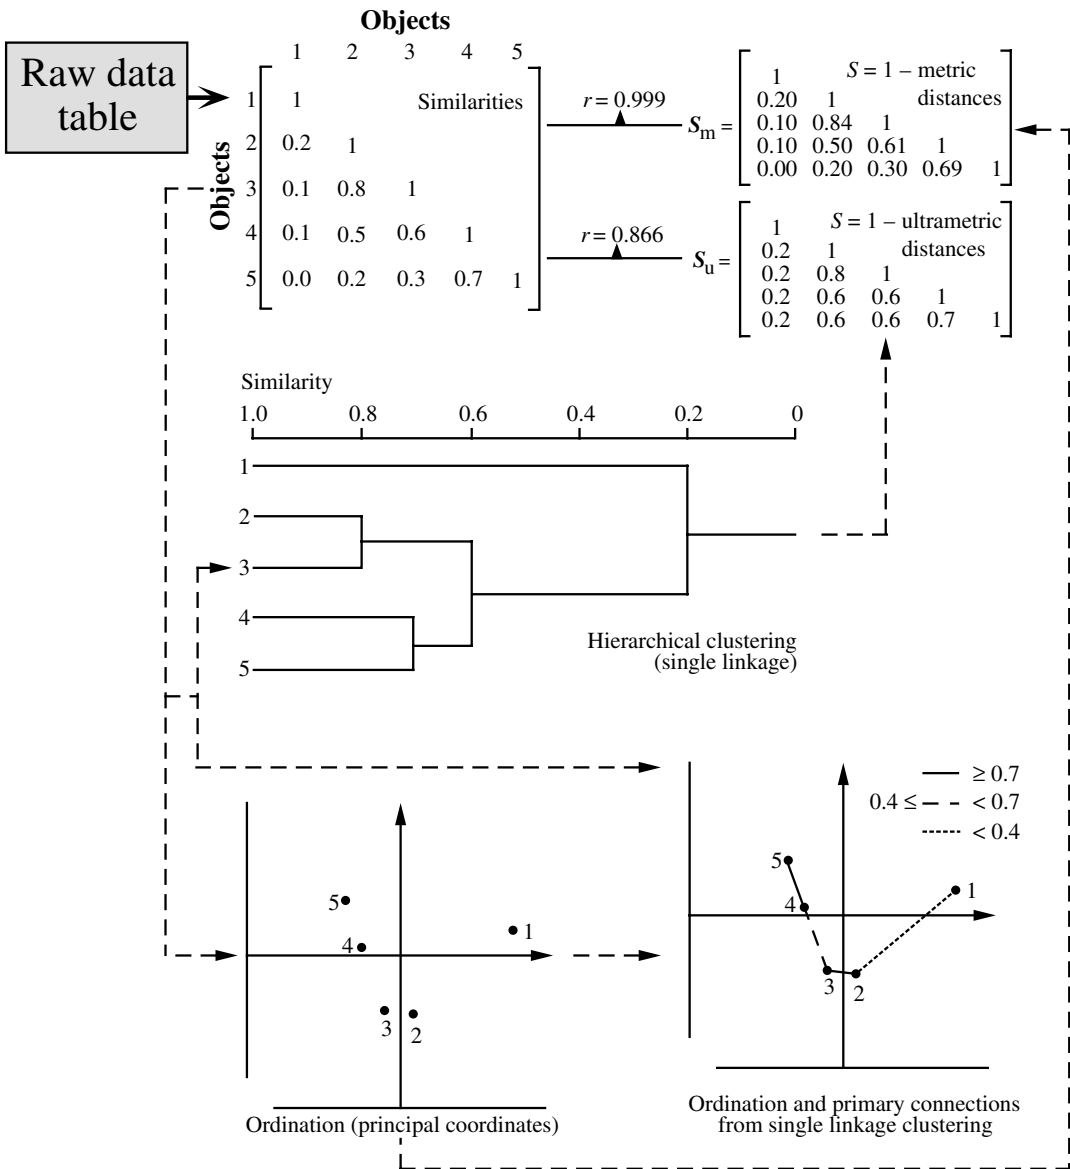 Objects
Raw data
table
1 2 3 4 5
Objects
1 1
2 0.2 1
3 0.1 0.8 1
4 0.1 0.5 0.6 1
5 0.0 0.2 0.3 0.7 1
Similarities
r = 0.999
Sm =
1
0.20 1
0.10 0.84 1
0.10 0.50 0.61 1
0.00 0.20 0.30 0.69 1
S = 1 – metric
distances
r = 0.866
Su =
1
0.2 1
0.2 0.8 1
0.2 0.6 0.6 1
0.2 0.6 0.6 0.7 1
S = 1 – ultrametric
distances
Similarity
1.0 0.8 0.6 0.4 0.2 0
1
2
3
4
5
Hierarchical clustering
(single linkage)
5
4
1
3
2
Ordination (principal coordinates)
≥ 0.7
0.4 ≤ < 0.7
< 0.4
5
4
1
3
2
Ordination and primary connections
from single linkage clustering